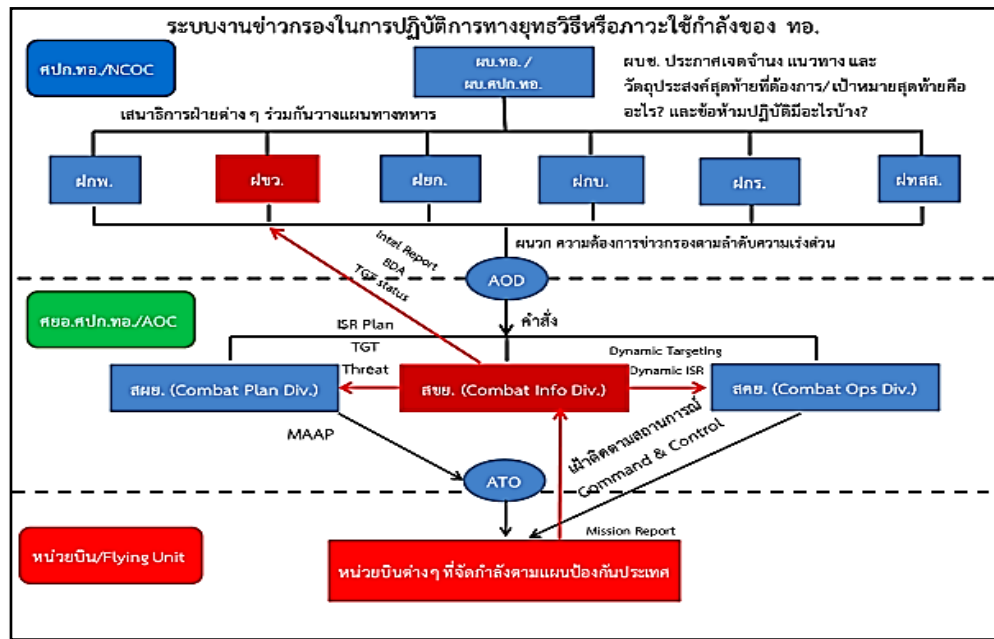 ระบบงานข่าวกรองในการปฏิบัติการทางยุทธวิธีหรือภาวะใช้กำลังของ ทอ.
ศปก.ทอ./NCOC
ผบ.ทอ./
ผบ.ศปก.ทอ.
ผบช. ประกาศเจตจำนง แนวทาง และ
วัตถุประสงค์สุดท้ายที่ต้องการ/เป้าหมายสุดท้ายคือ
อะไร? และข้อห้ามปฏิบัติมีอะไรบ้าง?
เสนาธิการฝ่ายต่าง ๆ ร่วมกันวางแผนทางทหาร
ฝกพ.
ฝขว.
ฝยก.
ฝกบ.
ฝกร.
ฝทสส.
ผนวก ความต้องการข่าวกรองตามลำดับความเร่งด่วน
Intel Report
BDA
TGT status
AOD
ศยอ.ศปก.ทอ./AOC
คำสั่ง
ISR Plan
TGT
Threat
Dynamic Targeting
Dynamic ISR
สผย. (Combat Plan Div.)
สขย. (Combat Info Div.)
สคย. (Combat Ops Div.)
MAAP
เฝ้าติดตามสถานการณ์
Command & Control
ATO
Mission Report
หน่วยบิน/Flying Unit
หน่วยบินต่างๆ ที่จัดกำลังตามแผนป้องกันประเทศ